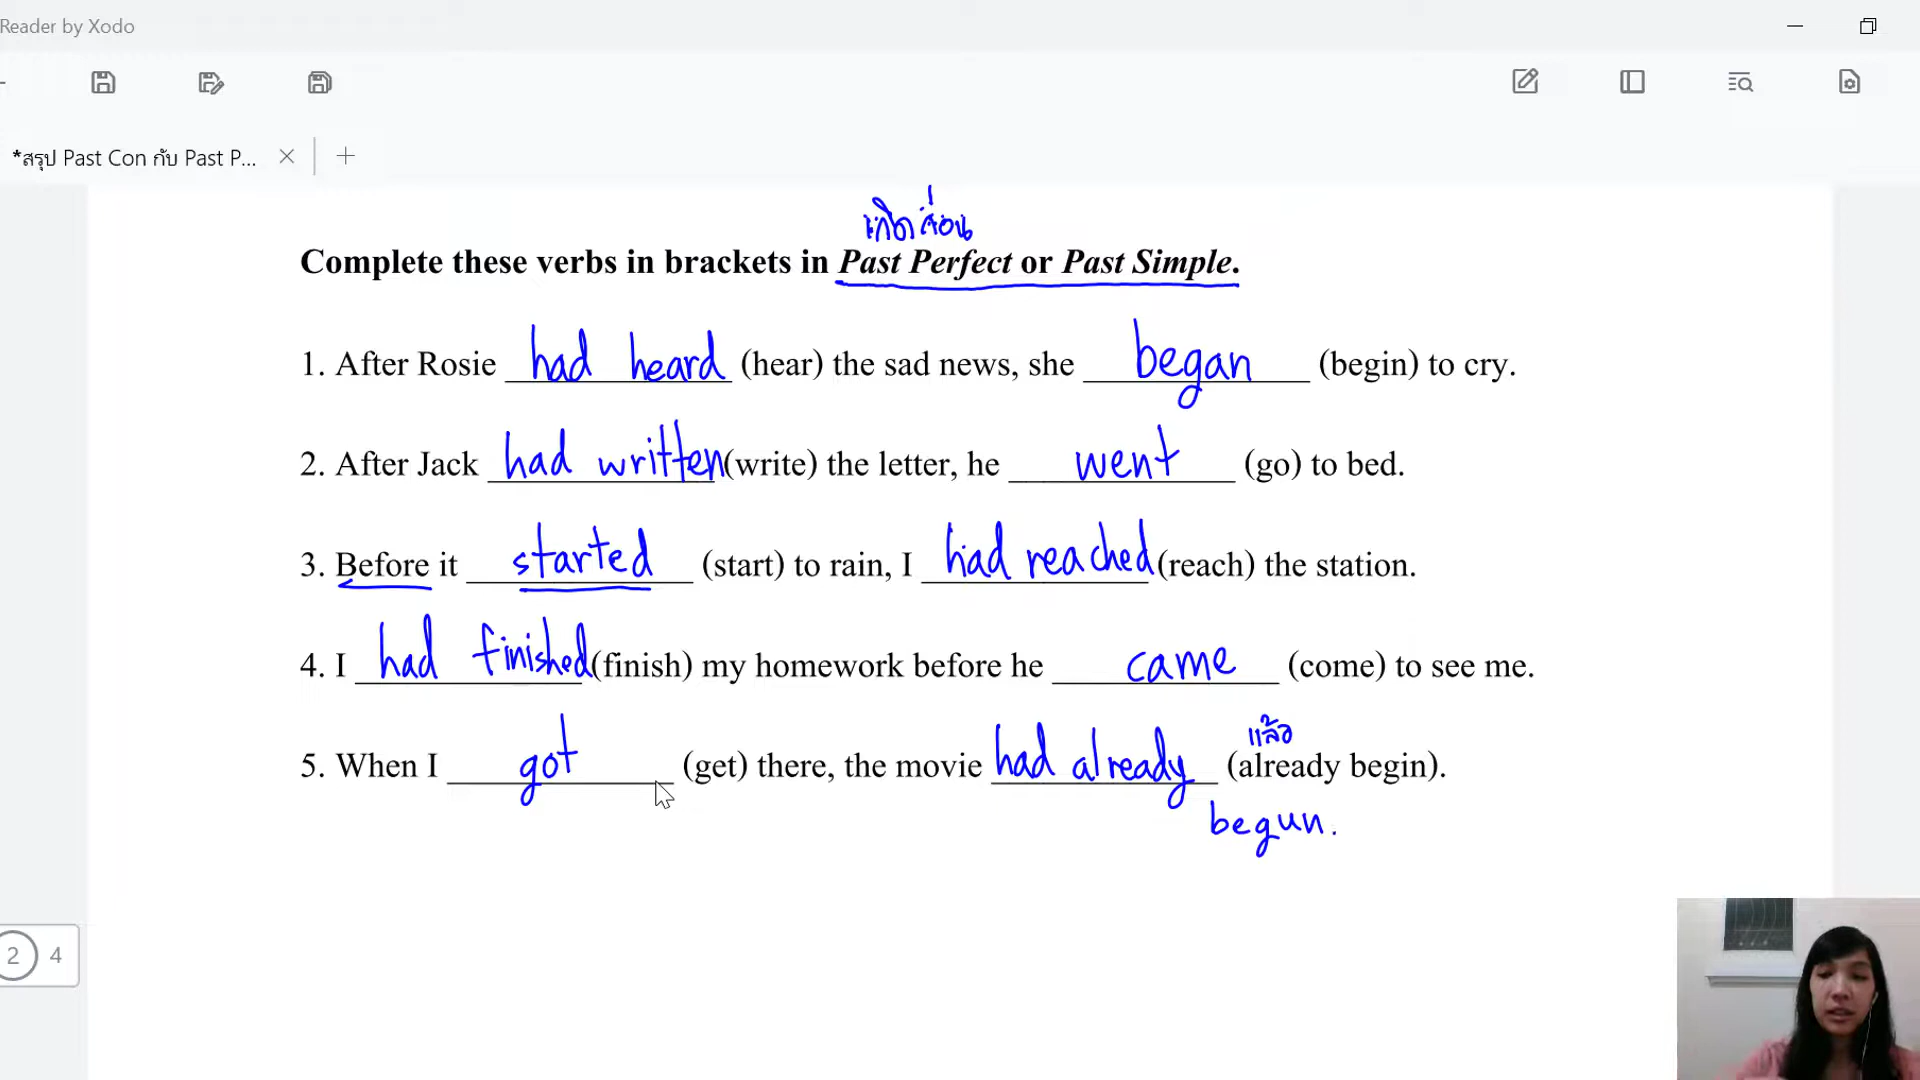 Reader by Xodo
*สรุป Past Con กับ Past P...
เกิดก่อน
Complete these verbs in brackets in Past Perfect or Past Simple.
1. After Rosie had heard (hear) the sad news, she began (begin) to cry.
2. After Jack had written (write) the letter, he went (go) to bed.
3. Before it started (start) to rain, I had reached (reach) the station.
4. I had finished (finish) my homework before he came (come) to see me.
แล้ว
5. When I got (get) there, the movie had already (already begin).
begun.
2 4